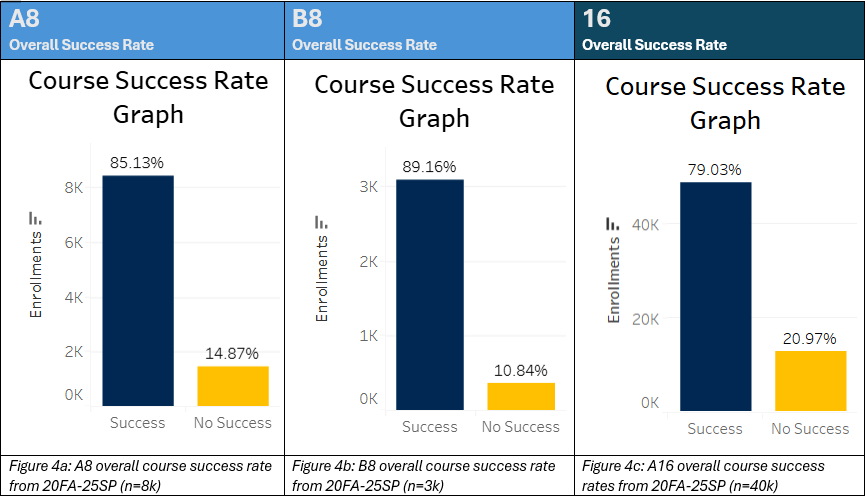 A8
Overall Success Rate
Course Success Rate
Graph
85.13%
8K
6K
4K
2K
0K
Enrollments
14.87%
Success
No Success
Figure 4a: A8 overall course success rate
from 20FA-25SP (n=8k)
B8
Overall Success Rate
Course Success Rate
Graph
89.16%
3K
2K
1K
0K
Enrollments
10.84%
Success
No Success
Figure 4b: B8 overall course success rate
from 20FA-25SP (n=3k)
16
Overall Success Rate
Course Success Rate
Graph
79.03%
40K
20K
0K
Enrollments
20.97%
Success
No Success
Figure 4c: A16 overall course success
rates from 20FA-25SP (n=40k)